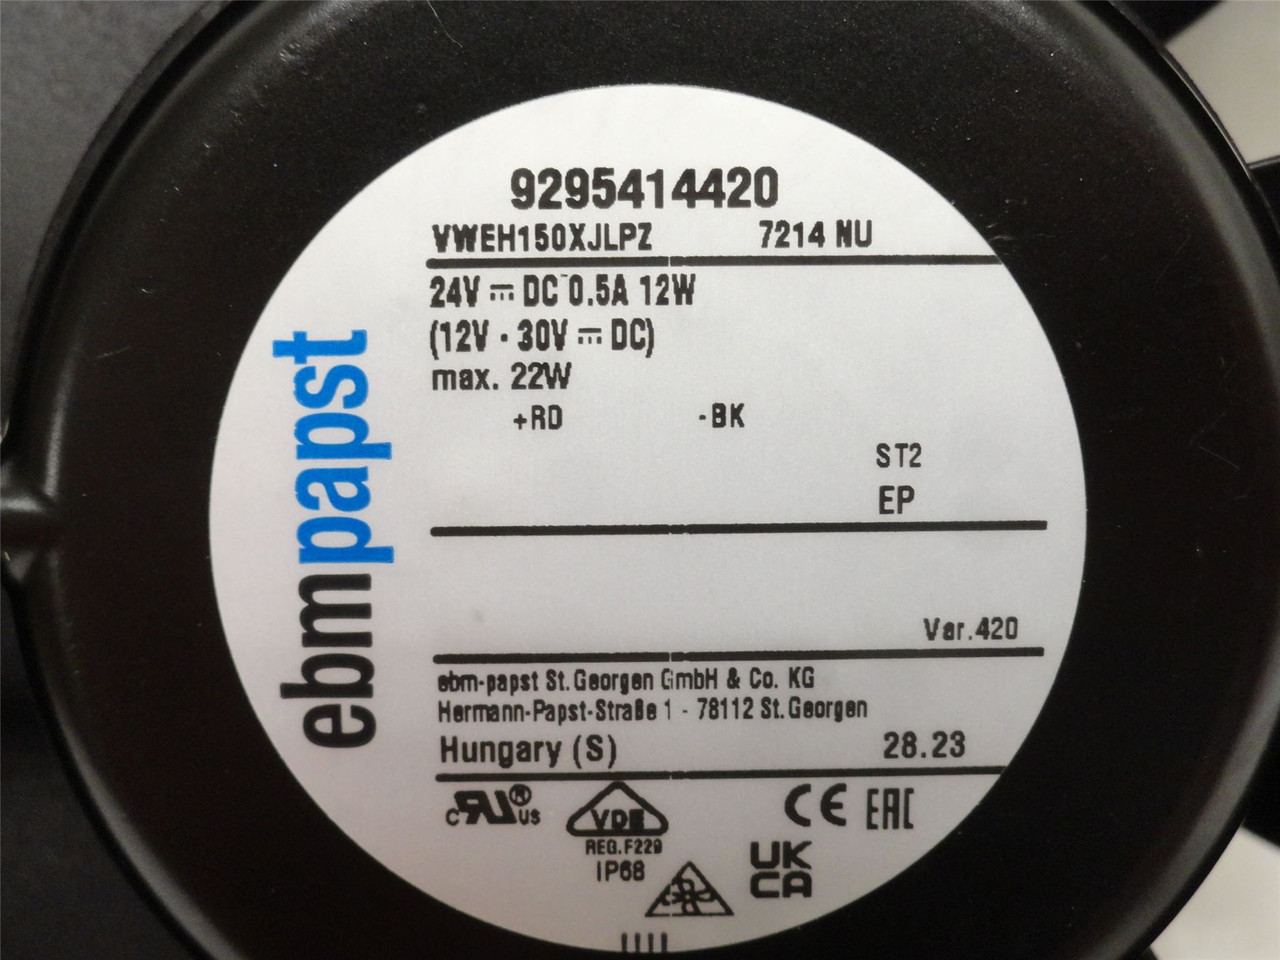 9295414420
VWEH150XJLPZ 7214 NU
24V ⎓ DC 0.5A 12W
(12V - 30V ⎓ DC)
max. 22W
+RD -BK
ST2
EP
ebmpapst
Var.420
ebm-papst St.Georgen GmbH & Co. KG
Hermann-Papst-Straße 1 - 78112 St.Georgen
Hungary (S) 28.23
c RU ® US VDE CE EAC
REG.F229
IP68
UK
CA